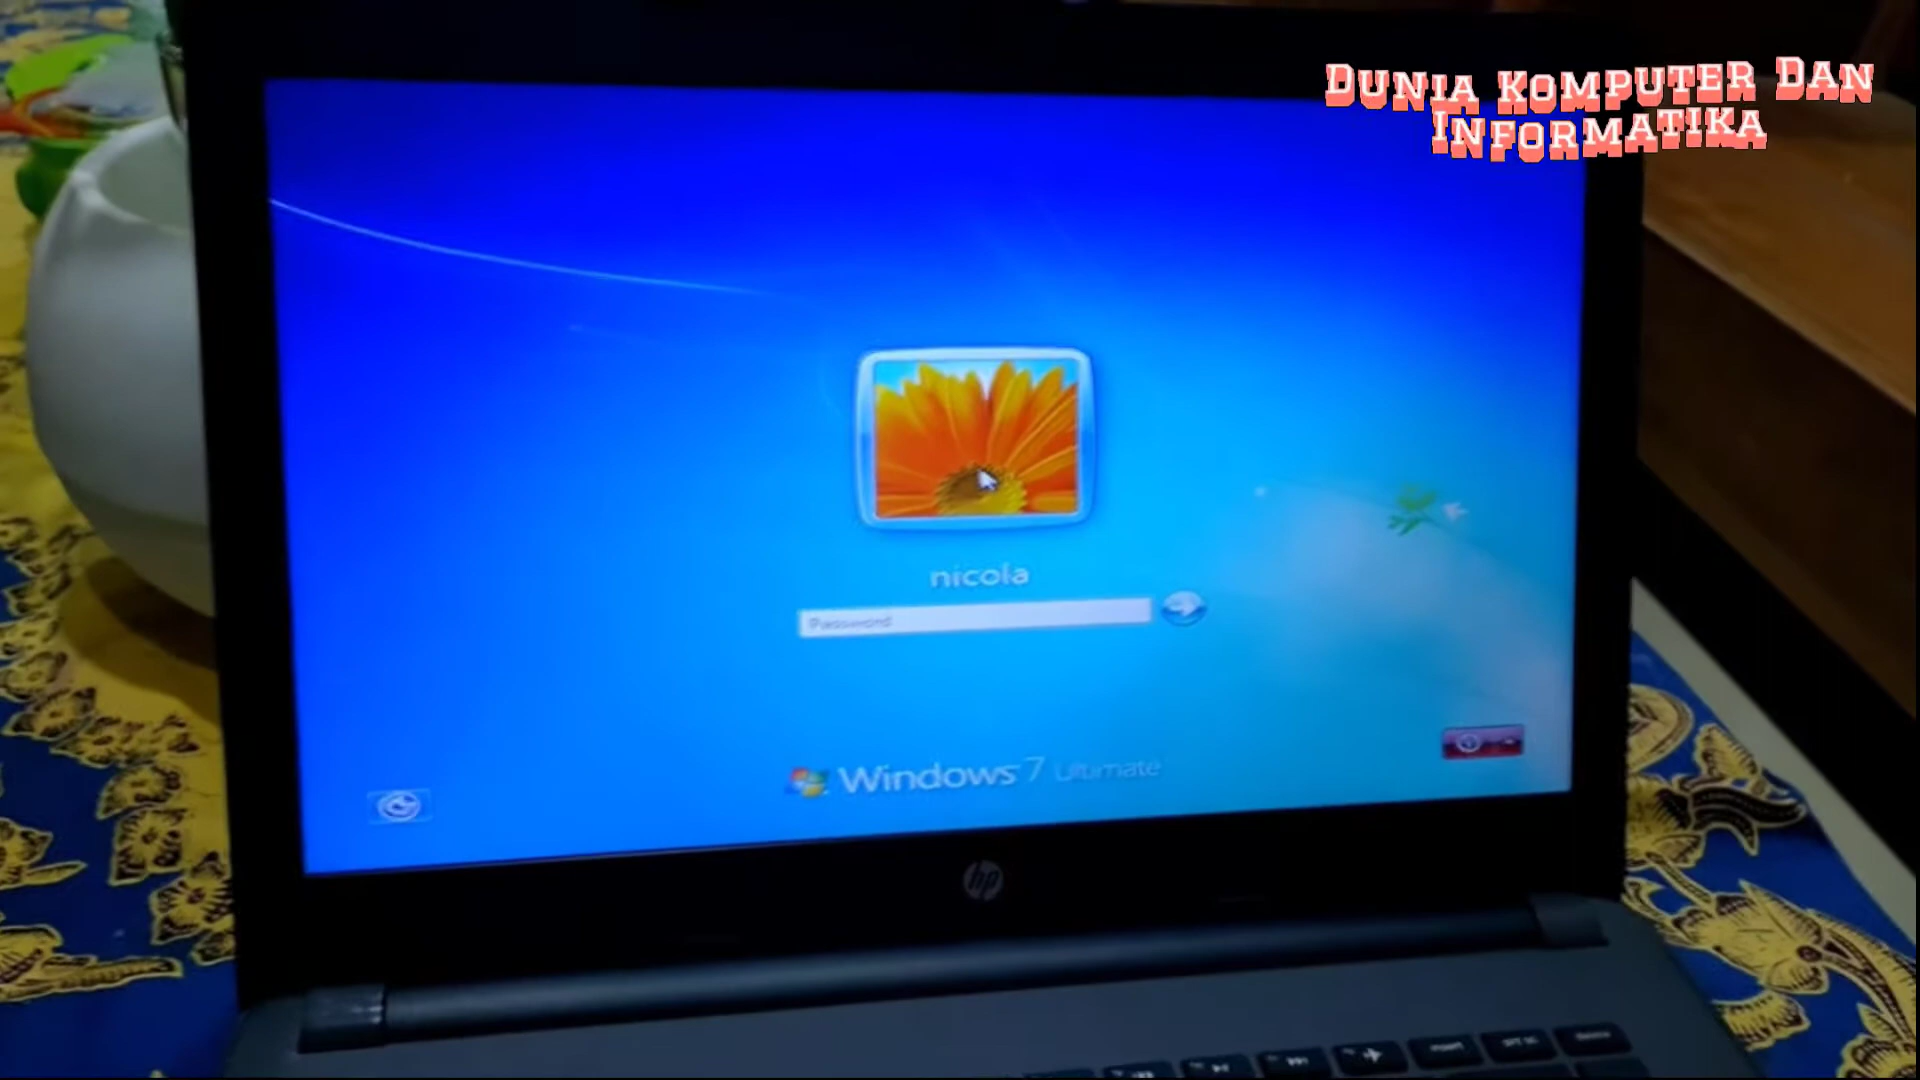 Dunia Komputer Dan
Informatika
nicola
Password
Windows 7 Ultimate
hp